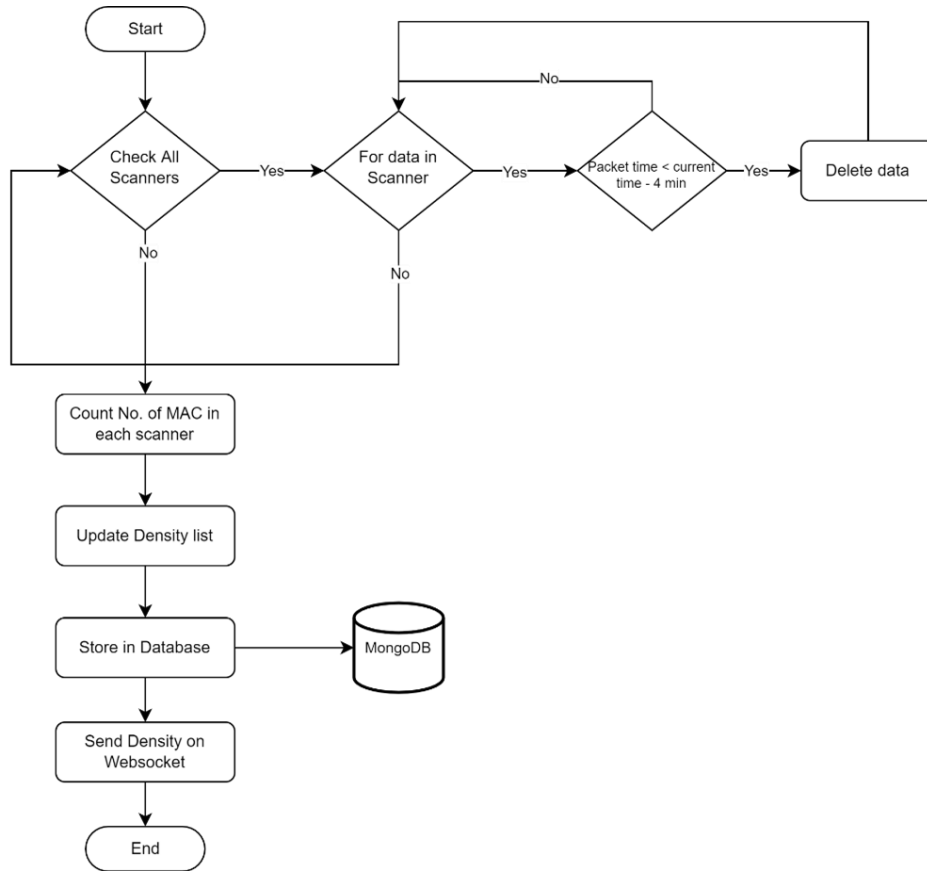 Start
No
Check All
Scanners
Yes
For data in
Scanner
Yes
Packet time < current
time - 4 min
Yes
Delete data
No
No
Count No. of MAC in
each scanner
Update Density list
Store in Database
MongoDB
Send Density on
Websocket
End